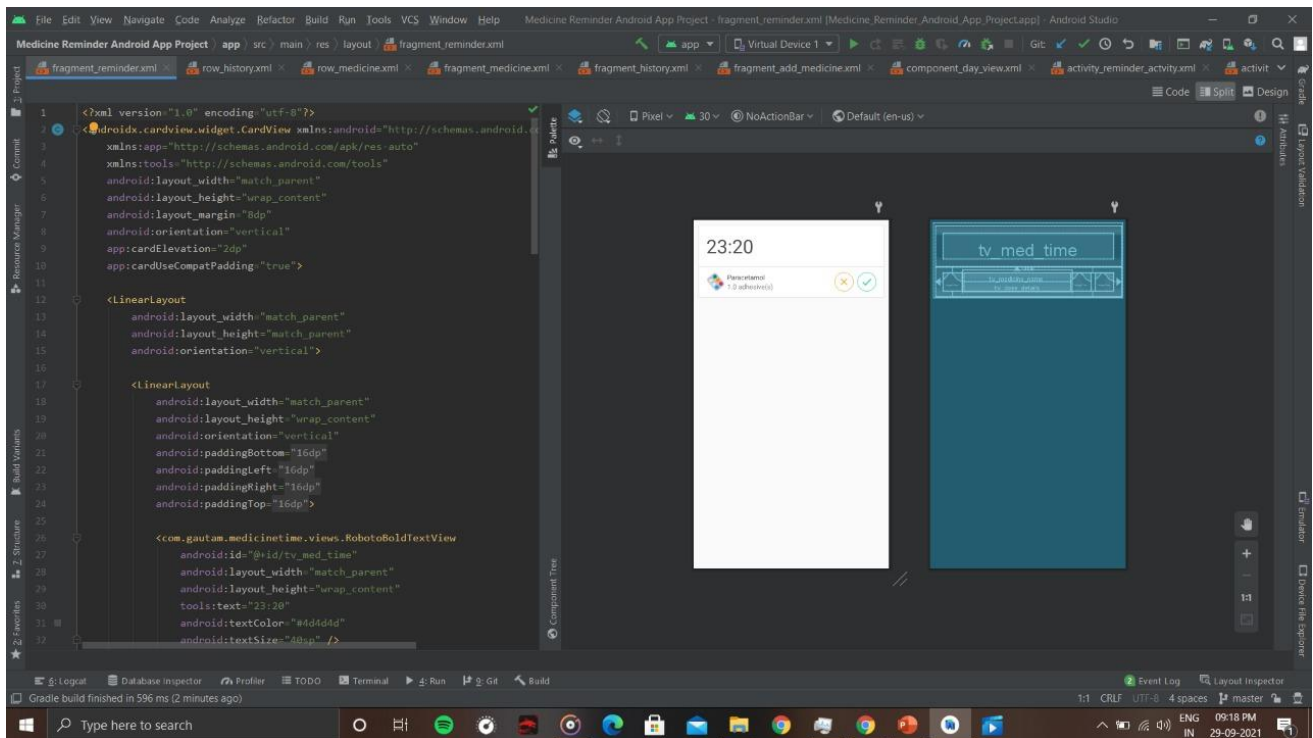 File Edit View Navigate Code Analyze Refactor Build Run Tools VCS Window Help Medicine Reminder Android App Project - fragment_reminder.xml [Medicine_Reminder_Android_App_Project.app] - Android Studio
Medicine Reminder Android App Project app src main res layout fragment_reminder.xml app Virtual Device 1 Git:
fragment_reminder.xml row_history.xml row_medicine.xml fragment_medicine.xml fragment_history.xml fragment_add_medicine.xml component_day_view.xml activity_reminder_actvity.xml activit
Code Split Design
1: Project
Commit
Resource Manager
Build Variants
Z: Structure
2: Favorites
1 <?xml version="1.0" encoding="utf-8"?>
2 <androidx.cardview.widget.CardView xmlns:android="http://schemas.android.co
3 xmlns:app="http://schemas.android.com/apk/res-auto"
4 xmlns:tools="http://schemas.android.com/tools"
5 android:layout_width="match_parent"
6 android:layout_height="wrap_content"
7 android:layout_margin="8dp"
8 android:orientation="vertical"
9 app:cardElevation="2dp"
10 app:cardUseCompatPadding="true">
11
12 <LinearLayout
13 android:layout_width="match_parent"
14 android:layout_height="match_parent"
15 android:orientation="vertical">
16
17 <LinearLayout
18 android:layout_width="match_parent"
19 android:layout_height="wrap_content"
20 android:orientation="vertical"
21 android:paddingBottom="16dp"
22 android:paddingLeft="16dp"
23 android:paddingRight="16dp"
24 android:paddingTop="16dp">
25
26 <com.gautam.medicinetime.views.RobotoBoldTextView
27 android:id="@+id/tv_med_time"
28 android:layout_width="match_parent"
29 android:layout_height="wrap_content"
30 tools:text="23:20"
31 android:textColor="#4d4d4d"
32 android:textSize="40sp" />
Palette
Component Tree
Pixel 30 NoActionBar Default (en-us)
23:20
Paracetamol
1.0 adhesive(s)
tv_med_time
tv_medicine_name
tv_dose_details
1:1
Gradle
Attributes
Layout Validation
Emulator
Device File Explorer
6: Logcat Database Inspector Profiler TODO Terminal 4: Run 9: Git Build 2 Event Log Layout Inspector
Gradle build finished in 596 ms (2 minutes ago) 1:1 CRLF UTF-8 4 spaces master
Type here to search ENG 09:18 PM
IN 29-09-2021